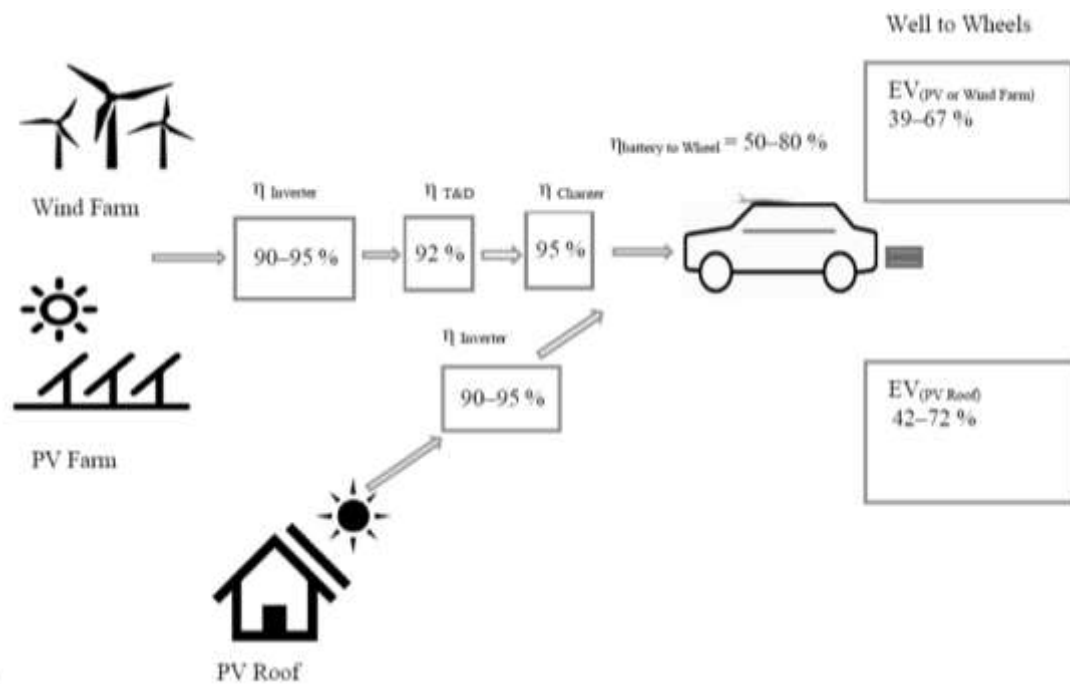 Well to Wheels
EV(PV or Wind Farm)
39–67 %
ηbattery to Wheel = 50–80 %
Wind Farm
η Inverter
η T&D
η Charger
90–95 %
92 %
95 %
η Inverter
90–95 %
EV(PV Roof)
42–72 %
PV Farm
PV Roof